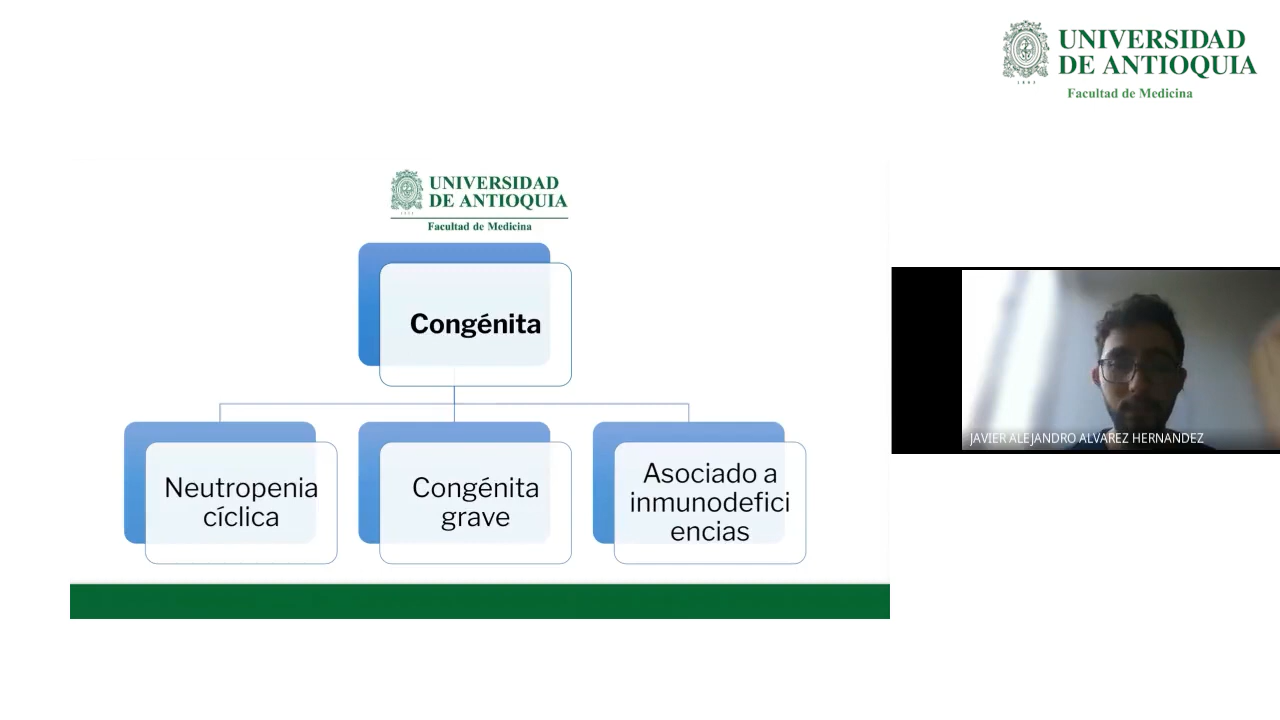 UNIVERSIDAD
DE ANTIOQUIA
Facultad de Medicina
UNIVERSIDAD
DE ANTIOQUIA
Facultad de Medicina
Congénita
Neutropenia
cíclica
Congénita
grave
Asociado a
inmunodefici
encias
JAVIER ALEJANDRO ALVAREZ HERNANDEZ